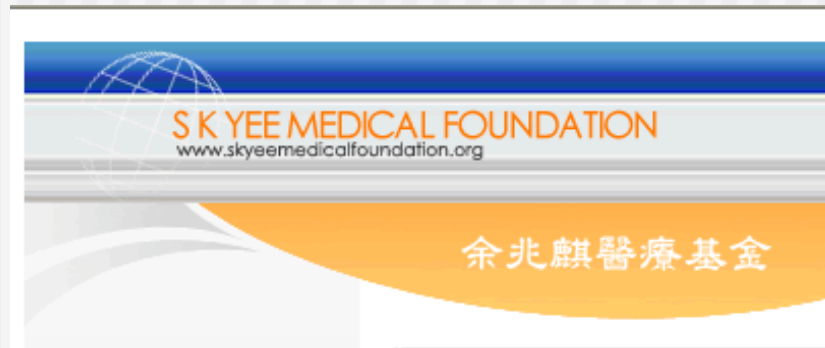 S K YEE MEDICAL FOUNDATION
www.skyeemedicalfoundation.org
余兆麒醫療基金